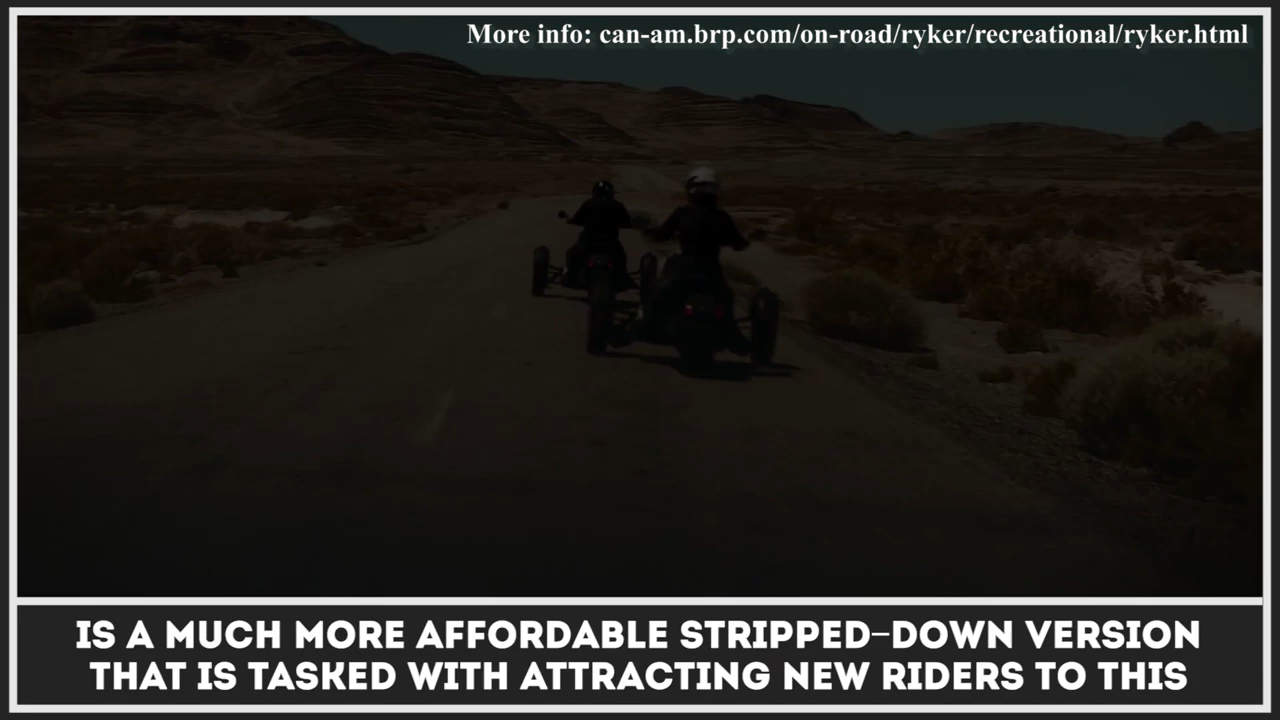 More info: can-am.brp.com/on-road/ryker/recreational/ryker.html
IS A MUCH MORE AFFORDABLE STRIPPED–DOWN VERSION
THAT IS TASKED WITH ATTRACTING NEW RIDERS TO THIS